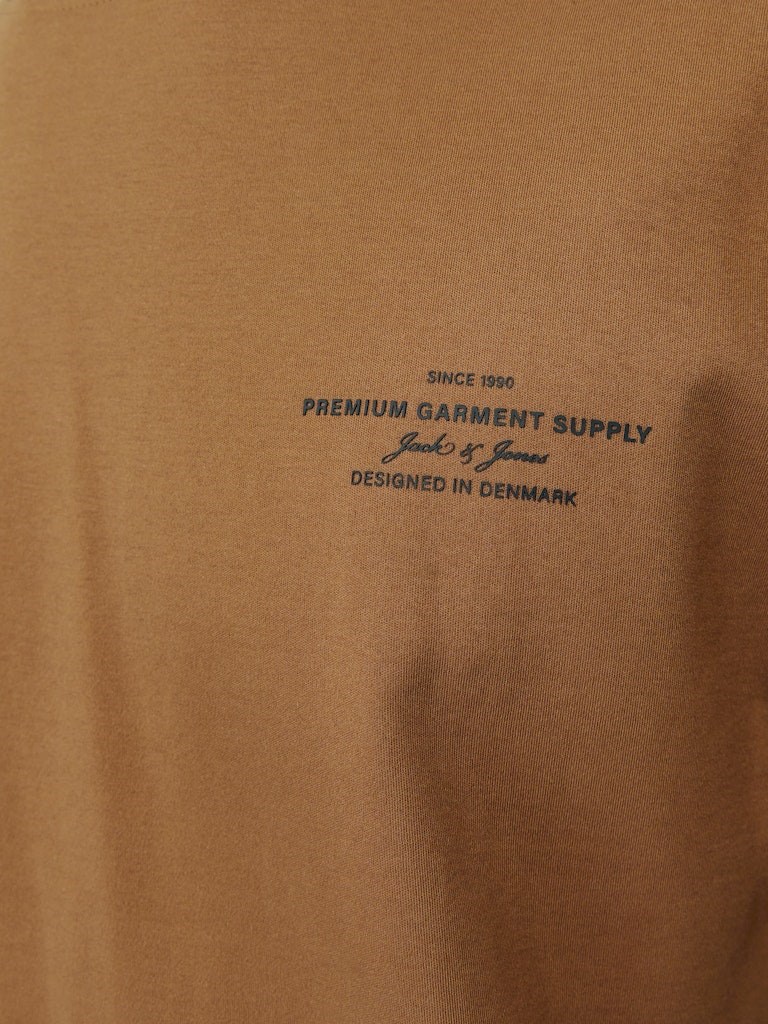 SINCE 1990
PREMIUM GARMENT SUPPLY
Jack & Jones
DESIGNED IN DENMARK